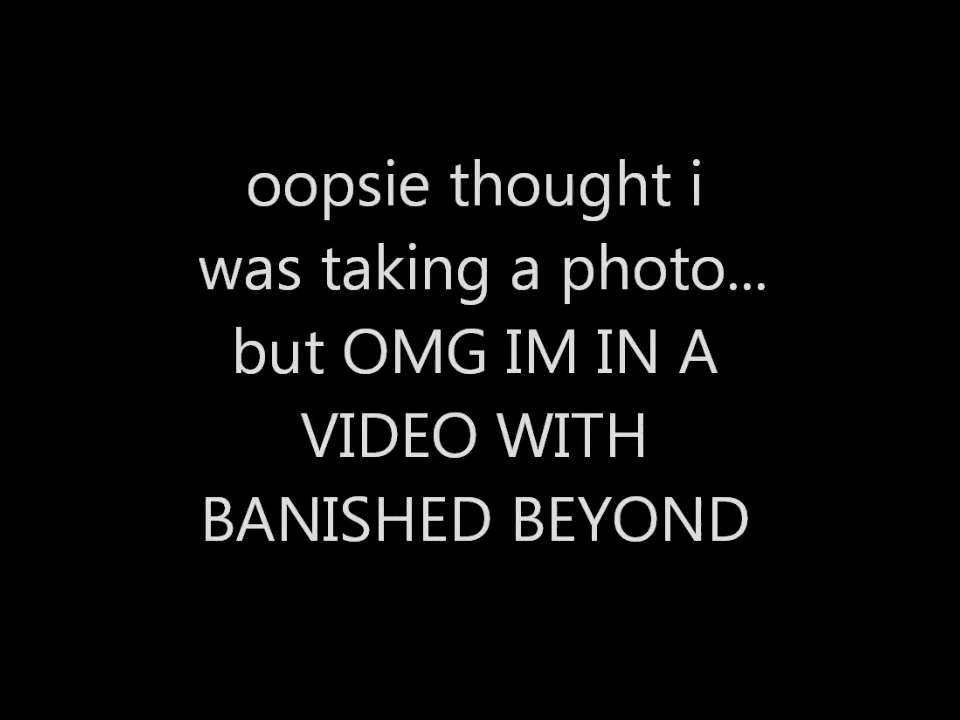 oopsie thought i
was taking a photo...
but OMG IM IN A
VIDEO WITH
BANISHED BEYOND